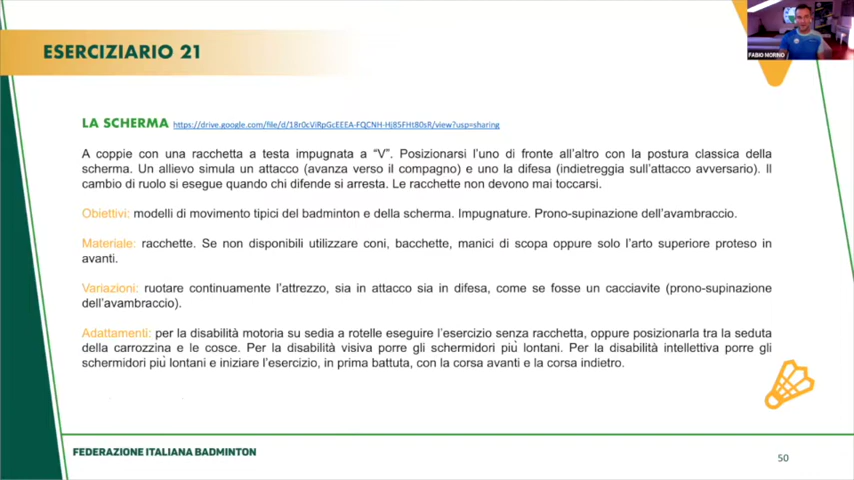 ESERCIZIARIO 21
FABIO MORINO
LA SCHERMA https://drive.google.com/file/d/18r0cViRpGcEEEA-FQCNH-Hj85FHt80sR/view?usp=sharing
A coppie con una racchetta a testa impugnata a “V”. Posizionarsi l’uno di fronte all’altro con la postura classica della
scherma. Un allievo simula un attacco (avanza verso il compagno) e uno la difesa (indietreggia sull’attacco avversario). Il
cambio di ruolo si esegue quando chi difende si arresta. Le racchette non devono mai toccarsi.
Obiettivi: modelli di movimento tipici del badminton e della scherma. Impugnature. Prono-supinazione dell’avambraccio.
Materiale: racchette. Se non disponibili utilizzare coni, bacchette, manici di scopa oppure solo l’arto superiore proteso in
avanti.
Variazioni: ruotare continuamente l’attrezzo, sia in attacco sia in difesa, come se fosse un cacciavite (prono-supinazione
dell’avambraccio).
Adattamenti: per la disabilità motoria su sedia a rotelle eseguire l’esercizio senza racchetta, oppure posizionarla tra la seduta
della carrozzina e le cosce. Per la disabilità visiva porre gli schermidori più lontani. Per la disabilità intellettiva porre gli
schermidori più lontani e iniziare l’esercizio, in prima battuta, con la corsa avanti e la corsa indietro.
FEDERAZIONE ITALIANA BADMINTON
50